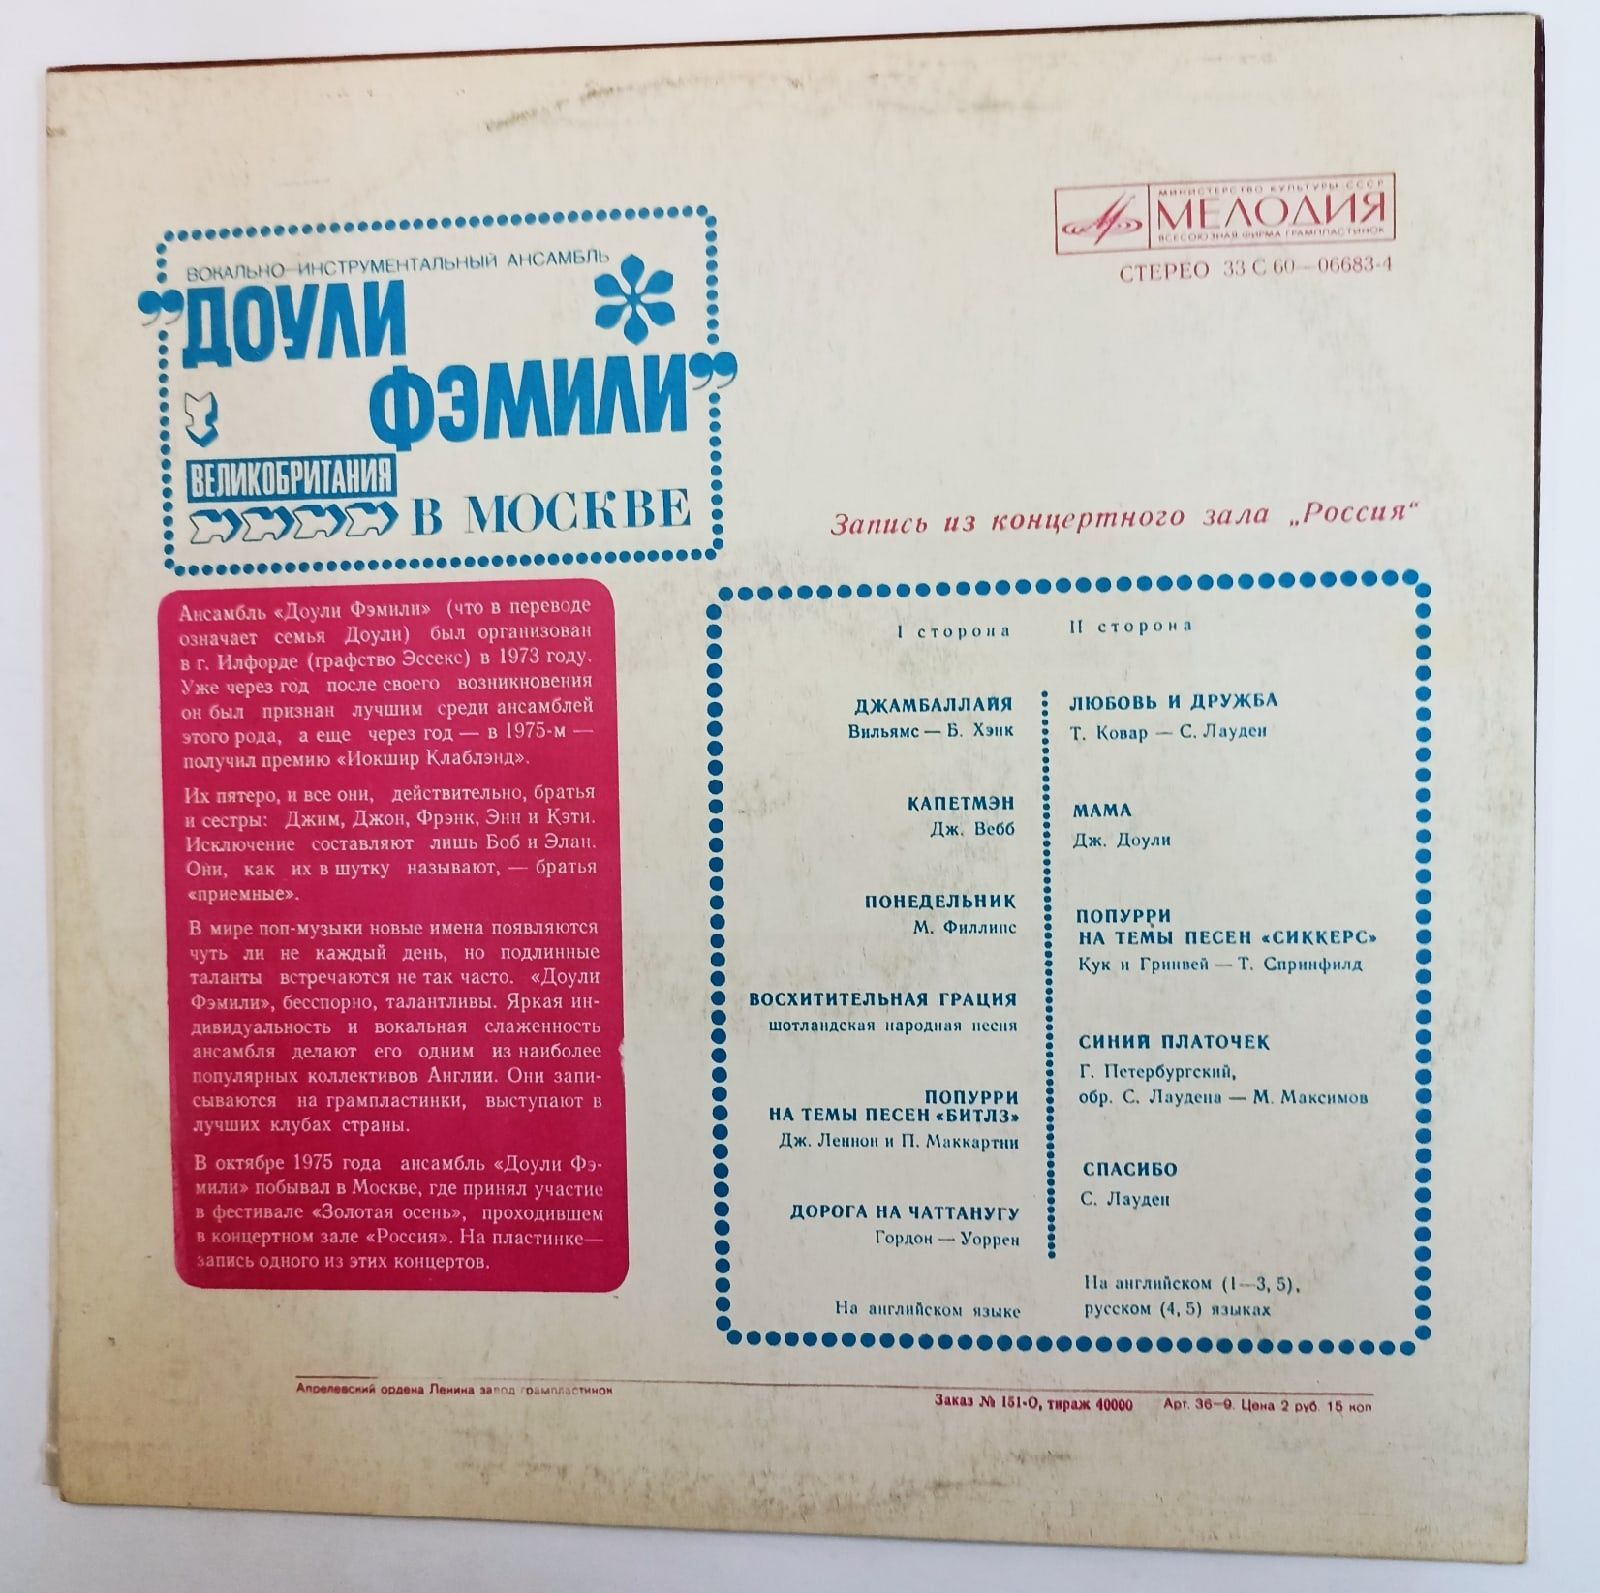 МИНИСТЕРСТВО КУЛЬТУРЫ СССР
МЕЛОДИЯ
ВСЕСОЮЗНАЯ ФИРМА ГРАМПЛАСТИНОК
СТЕРЕО 33 С 60—06683-4
ВОКАЛЬНО-ИНСТРУМЕНТАЛЬНЫЙ АНСАМБЛЬ
"ДОУЛИ
ФЭМИЛИ"
ВЕЛИКОБРИТАНИЯ
В МОСКВЕ
Запись из концертного зала „Россия“
Ансамбль «Доули Фэмили» (что в переводе
означает семья Доули) был организован
в г. Илфорде (графство Эссекс) в 1973 году.
Уже через год после своего возникновения
он был признан лучшим среди ансамблей
этого рода, а еще через год — в 1975-м —
получил премию «Иокшир Клаблэнд».
Их пятеро, и все они, действительно, братья
и сестры: Джим, Джон, Фрэнк, Энн и Кэти.
Исключение составляют лишь Боб и Элан.
Они, как их в шутку называют, — братья
«приемные».
В мире поп-музыки новые имена появляются
чуть ли не каждый день, но подлинные
таланты встречаются не так часто. «Доули
Фэмили», бесспорно, талантливы. Яркая ин-
дивидуальность и вокальная слаженность
ансамбля делают его одним из наиболее
популярных коллективов Англии. Они запи-
сываются на грампластинки, выступают в
лучших клубах страны.
В октябре 1975 года ансамбль «Доули Фэ-
мили» побывал в Москве, где принял участие
в фестивале «Золотая осень», проходившем
в концертном зале «Россия». На пластинке—
запись одного из этих концертов.
I сторона
ДЖАМБАЛЛАЙЯ
Вильямс — Б. Хэнк
КАПЕТМЭН
Дж. Вебб
ПОНЕДЕЛЬНИК
М. Филлипс
ВОСХИТИТЕЛЬНАЯ ГРАЦИЯ
шотландская народная песня
ПОПУРРИ
НА ТЕМЫ ПЕСЕН «БИТЛЗ»
Дж. Леннон и П. Маккартни
ДОРОГА НА ЧАТТАНУГУ
Гордон — Уоррен
На английском языке
II сторона
ЛЮБОВЬ И ДРУЖБА
Т. Ковар — С. Лауден
МАМА
Дж. Доули
ПОПУРРИ
НА ТЕМЫ ПЕСЕН «СИККЕРС»
Кук и Гринвей — Т. Спринфилд
СИНИЙ ПЛАТОЧЕК
Г. Петербургский,
обр. С. Лаудена — М. Максимов
СПАСИБО
С. Лауден
На английском (1—3, 5),
русском (4, 5) языках
Апрелевский ордена Ленина завод грампластинок
Заказ № 151-О, тираж 40000 Арт. 36—9. Цена 2 руб. 15 коп